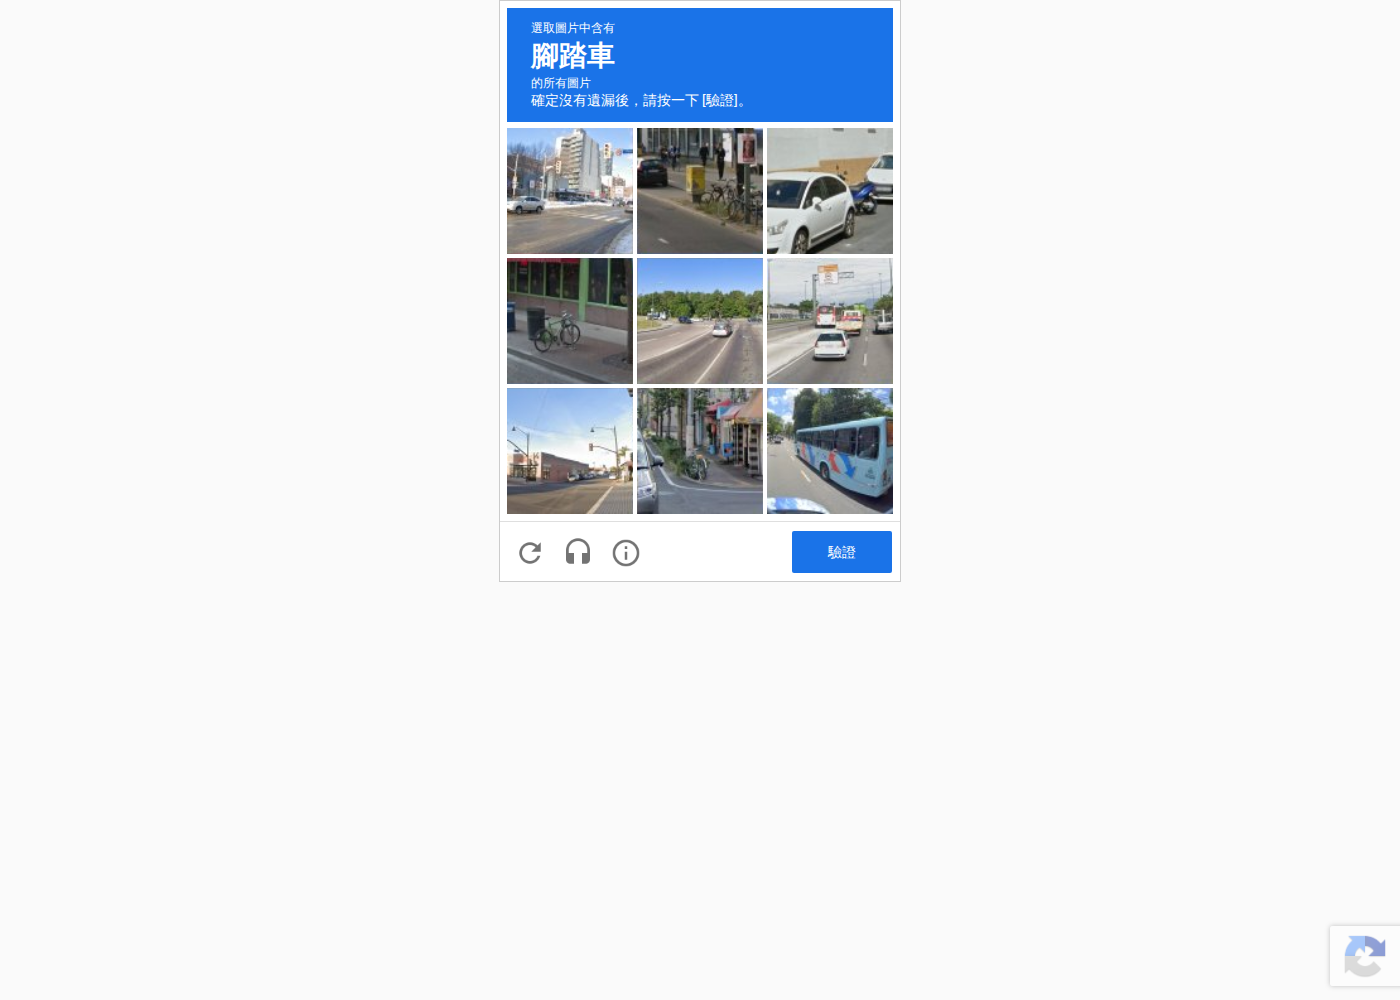 選取圖片中含有
腳踏車
的所有圖片
確定沒有遺漏後，請按一下 [驗證]。
驗證